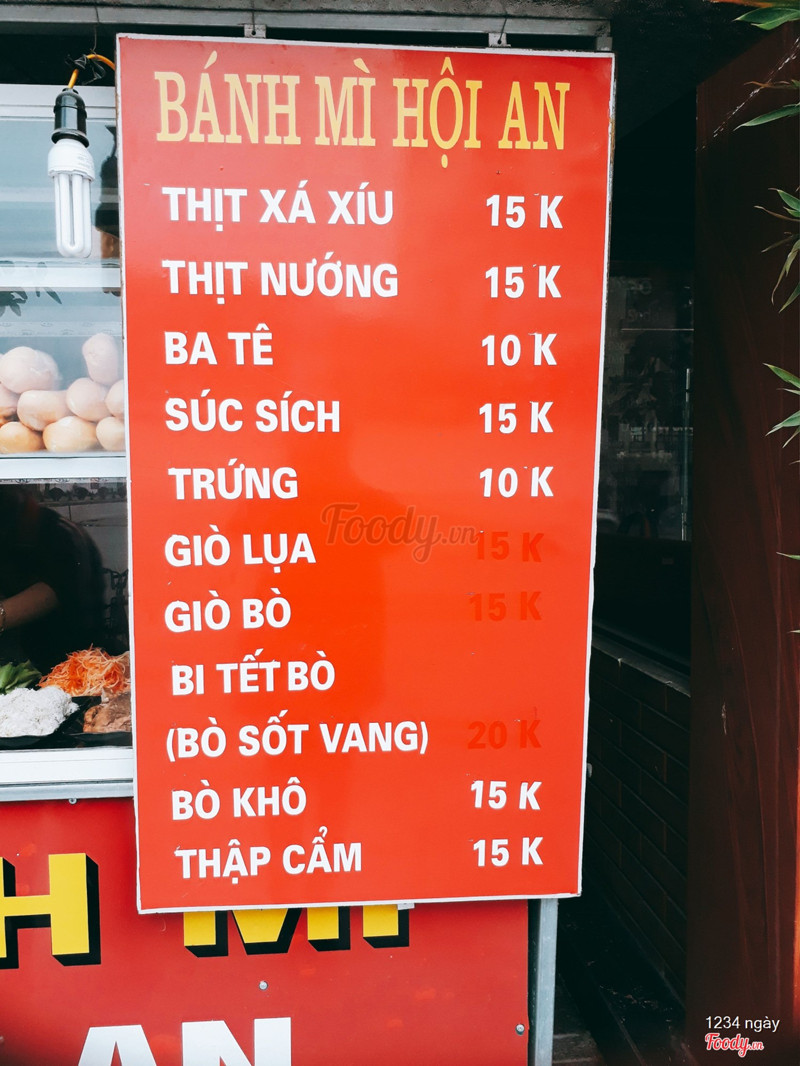 BÁNH MÌ HỘI AN
THỊT XÁ XÍU 15 K
THỊT NƯỚNG 15 K
BA TÊ 10 K
SÚC SÍCH 15 K
TRỨNG 10 K
Foody.vn
GIÒ LỤA 15 K
GIÒ BÒ 15 K
BI TẾT BÒ
(BÒ SỐT VANG) 20 K
BÒ KHÔ 15 K
THẬP CẨM 15 K
H MÌ
AN
1234 ngày
Foody.vn